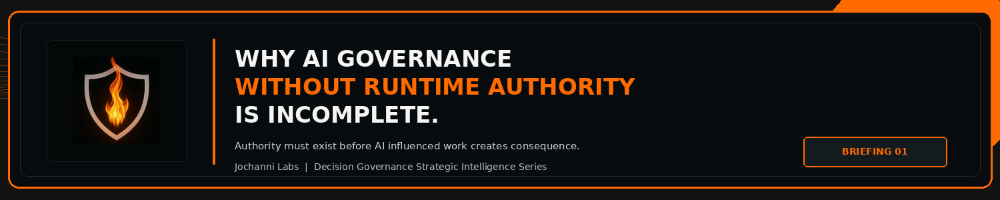 WHY AI GOVERNANCE
WITHOUT RUNTIME AUTHORITY
IS INCOMPLETE.
Authority must exist before AI influenced work creates consequence.
Jochanni Labs | Decision Governance Strategic Intelligence Series
BRIEFING 01